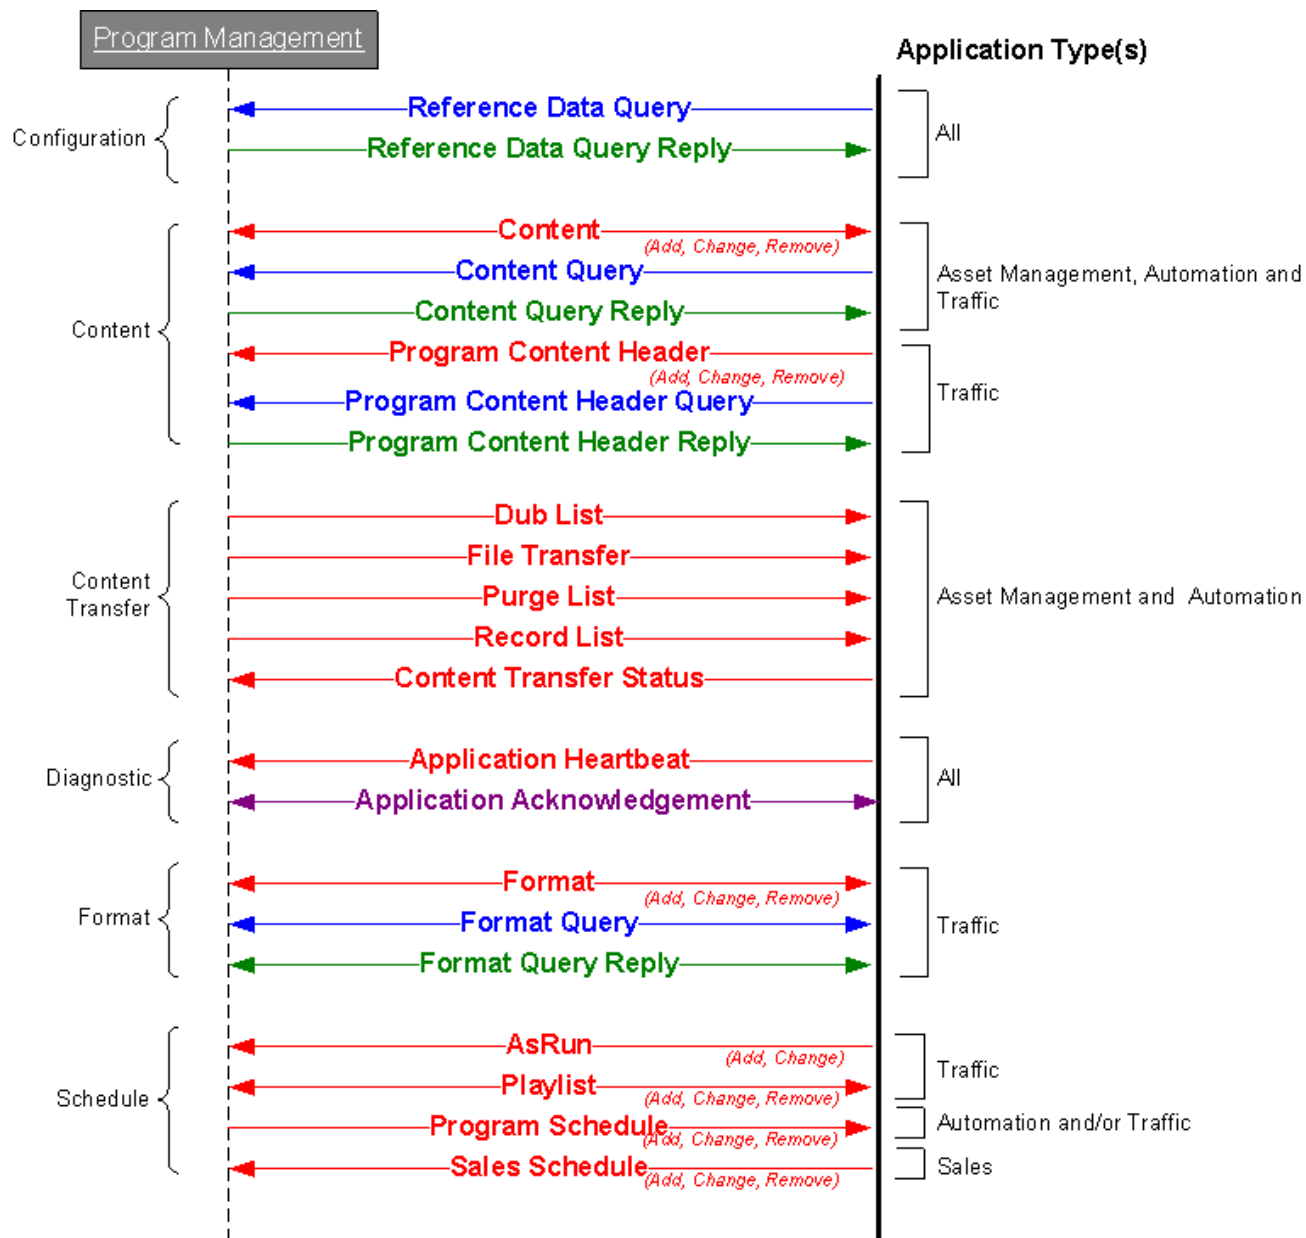 Program Management
Application Type(s)
Configuration
Reference Data Query
Reference Data Query Reply
All
Content
Content
(Add, Change, Remove)
Content Query
Content Query Reply
Asset Management, Automation and
Traffic
Program Content Header
(Add, Change, Remove)
Program Content Header Query
Program Content Header Reply
Traffic
Content
Transfer
Dub List
File Transfer
Purge List
Record List
Content Transfer Status
Asset Management and Automation
Diagnostic
Application Heartbeat
Application Acknowledgement
All
Format
Format
(Add, Change, Remove)
Format Query
Format Query Reply
Traffic
Schedule
AsRun
(Add, Change)
Playlist
(Add, Change, Remove)
Traffic
Program Schedule
(Add, Change, Remove)
Automation and/or Traffic
Sales Schedule
(Add, Change, Remove)
Sales